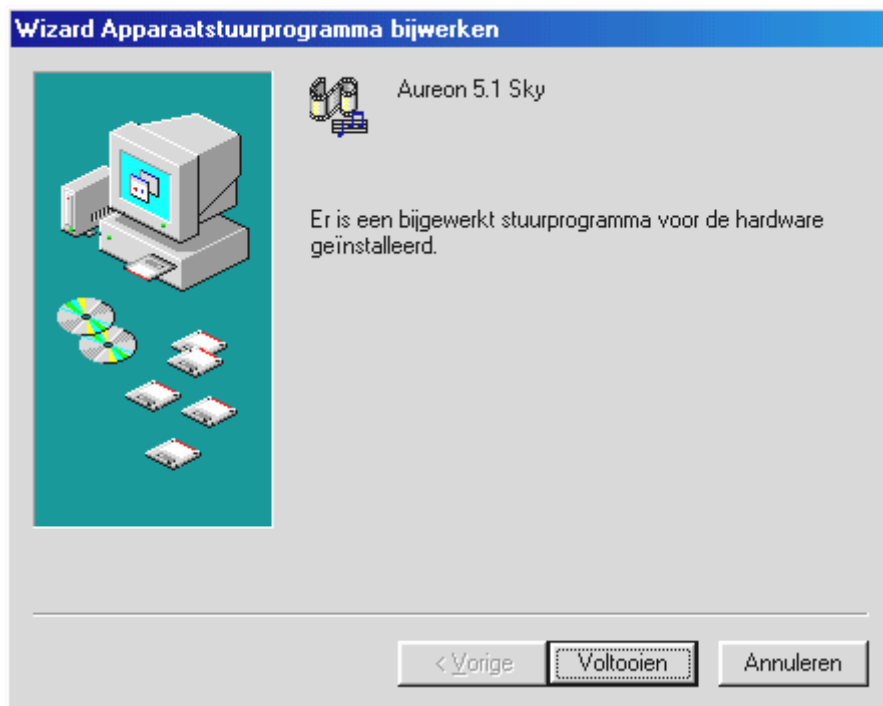 Wizard Apparaatstuurprogramma bijwerken
Aureon 5.1 Sky
Er is een bijgewerkt stuurprogramma voor de hardware
geïnstalleerd.
< Vorige
Voltooien
Annuleren